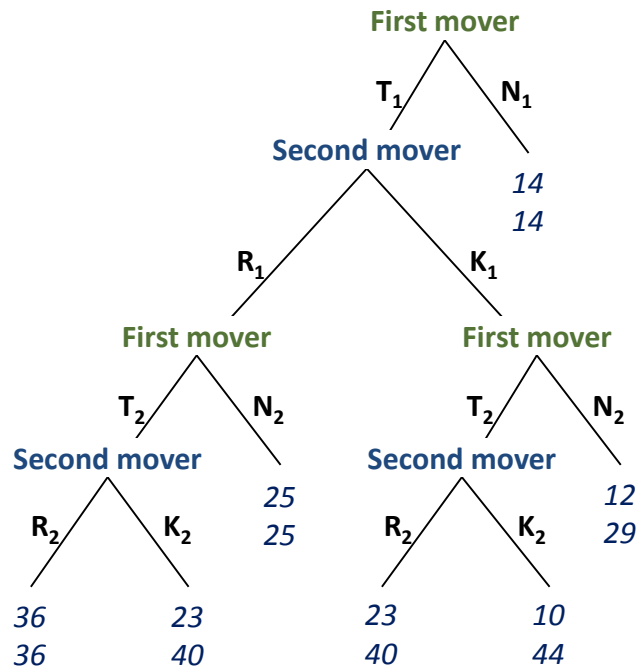 First mover
T1 N1
Second mover
14
14
R1 K1
First mover First mover
T2 N2 T2 N2
Second mover Second mover
25 12
25 29
R2 K2 R2 K2
36 23 23 10
36 40 40 44